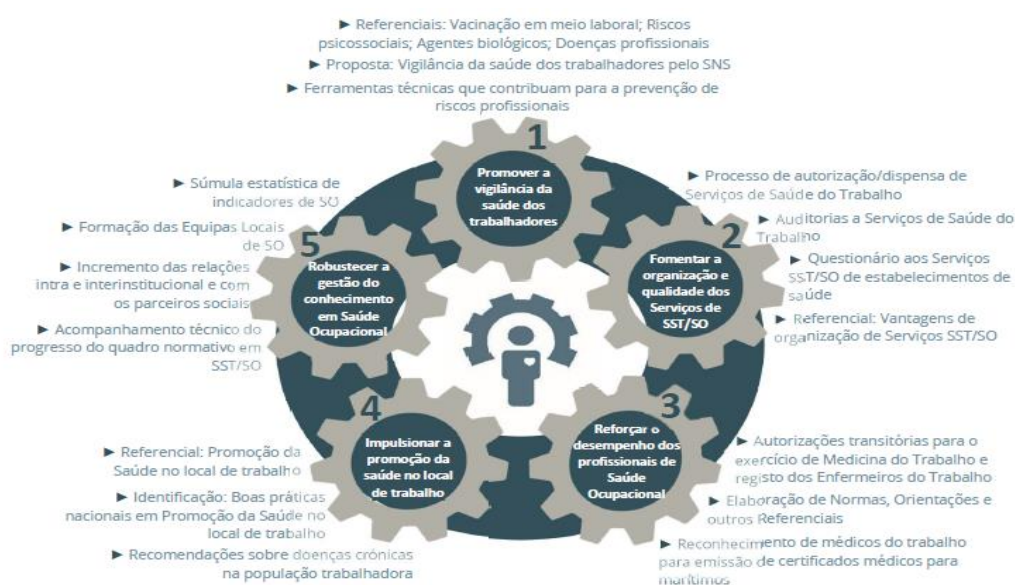 ► Referenciais: Vacinação em meio laboral; Riscos
psicossociais; Agentes biológicos; Doenças profissionais
► Proposta: Vigilância da saúde dos trabalhadores pelo SNS
► Ferramentas técnicas que contribuam para a prevenção de
riscos profissionais
1
Promover a
vigilância da
saúde dos
trabalhadores
► Processo de autorização/dispensa de
Serviços de Saúde do Trabalho
► Auditorias a Serviços de Saúde do
Trabalho
► Questionário aos Serviços
SST/SO de estabelecimentos de
saúde
► Referencial: Vantagens de
organização de Serviços SST/SO
2
Fomentar a
organização e
qualidade dos
Serviços de
SST/SO
3
Reforçar o
desempenho dos
profissionais de
Saúde
Ocupacional
► Autorizações transitórias para o
exercício de Medicina do Trabalho e
registo dos Enfermeiros do Trabalho
► Elaboração de Normas, Orientações e
outros Referenciais
► Reconhecimento de médicos do trabalho
para emissão de certificados médicos para
marítimos
4
Impulsionar a
promoção da
saúde no local
de trabalho
► Referencial: Promoção da
Saúde no local de trabalho
► Identificação: Boas práticas
nacionais em Promoção da Saúde no
local de trabalho
► Recomendações sobre doenças crónicas
na população trabalhadora
5
Robustecer a
gestão do
conhecimento
em Saúde
Ocupacional
► Súmula estatística de
indicadores de SO
► Formação das Equipas Locais
de SO
► Incremento das relações
intra e interinstitucional e com
os parceiros sociais
► Acompanhamento técnico do
progresso do quadro normativo em
SST/SO